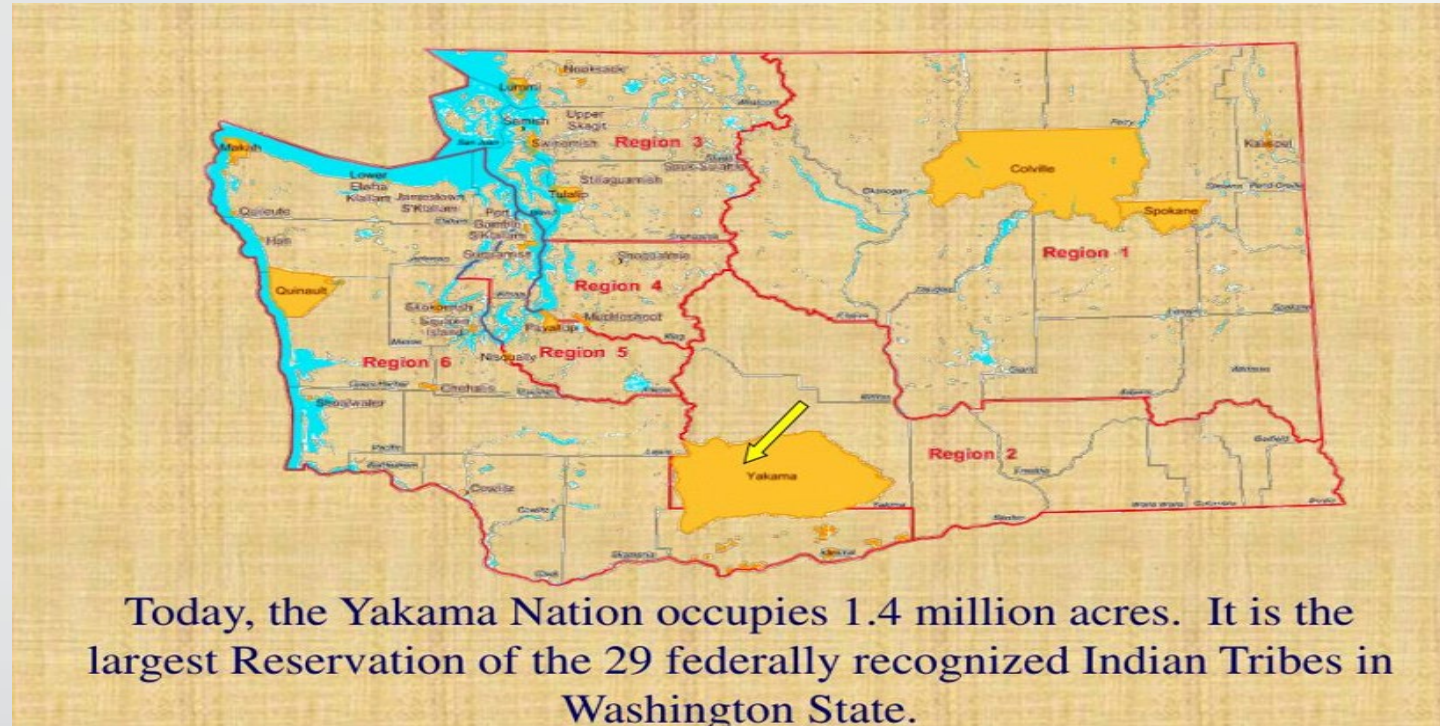 Nooksack
Lummi
Samish
Upper
Skagit
Swinomish
Region 3
Makah
Lower
Elwha
Klallam
Jamestown
S'Klallam
Stillaguamish
Tulalip
Quileute
Hoh
Port
Gamble
S'Klallam
Suquamish
Snoqualmie
Colville
Kalispel
Spokane
Region 1
Quinault
Region 4
Skokomish
Squaxin
Island
Puyallup
Muckleshoot
Region 6
Nisqually
Region 5
Chehalis
Shoalwater
Region 2
Yakama
Cowlitz
Today, the Yakama Nation occupies 1.4 million acres.  It is the
largest Reservation of the 29 federally recognized Indian Tribes in
Washington State.